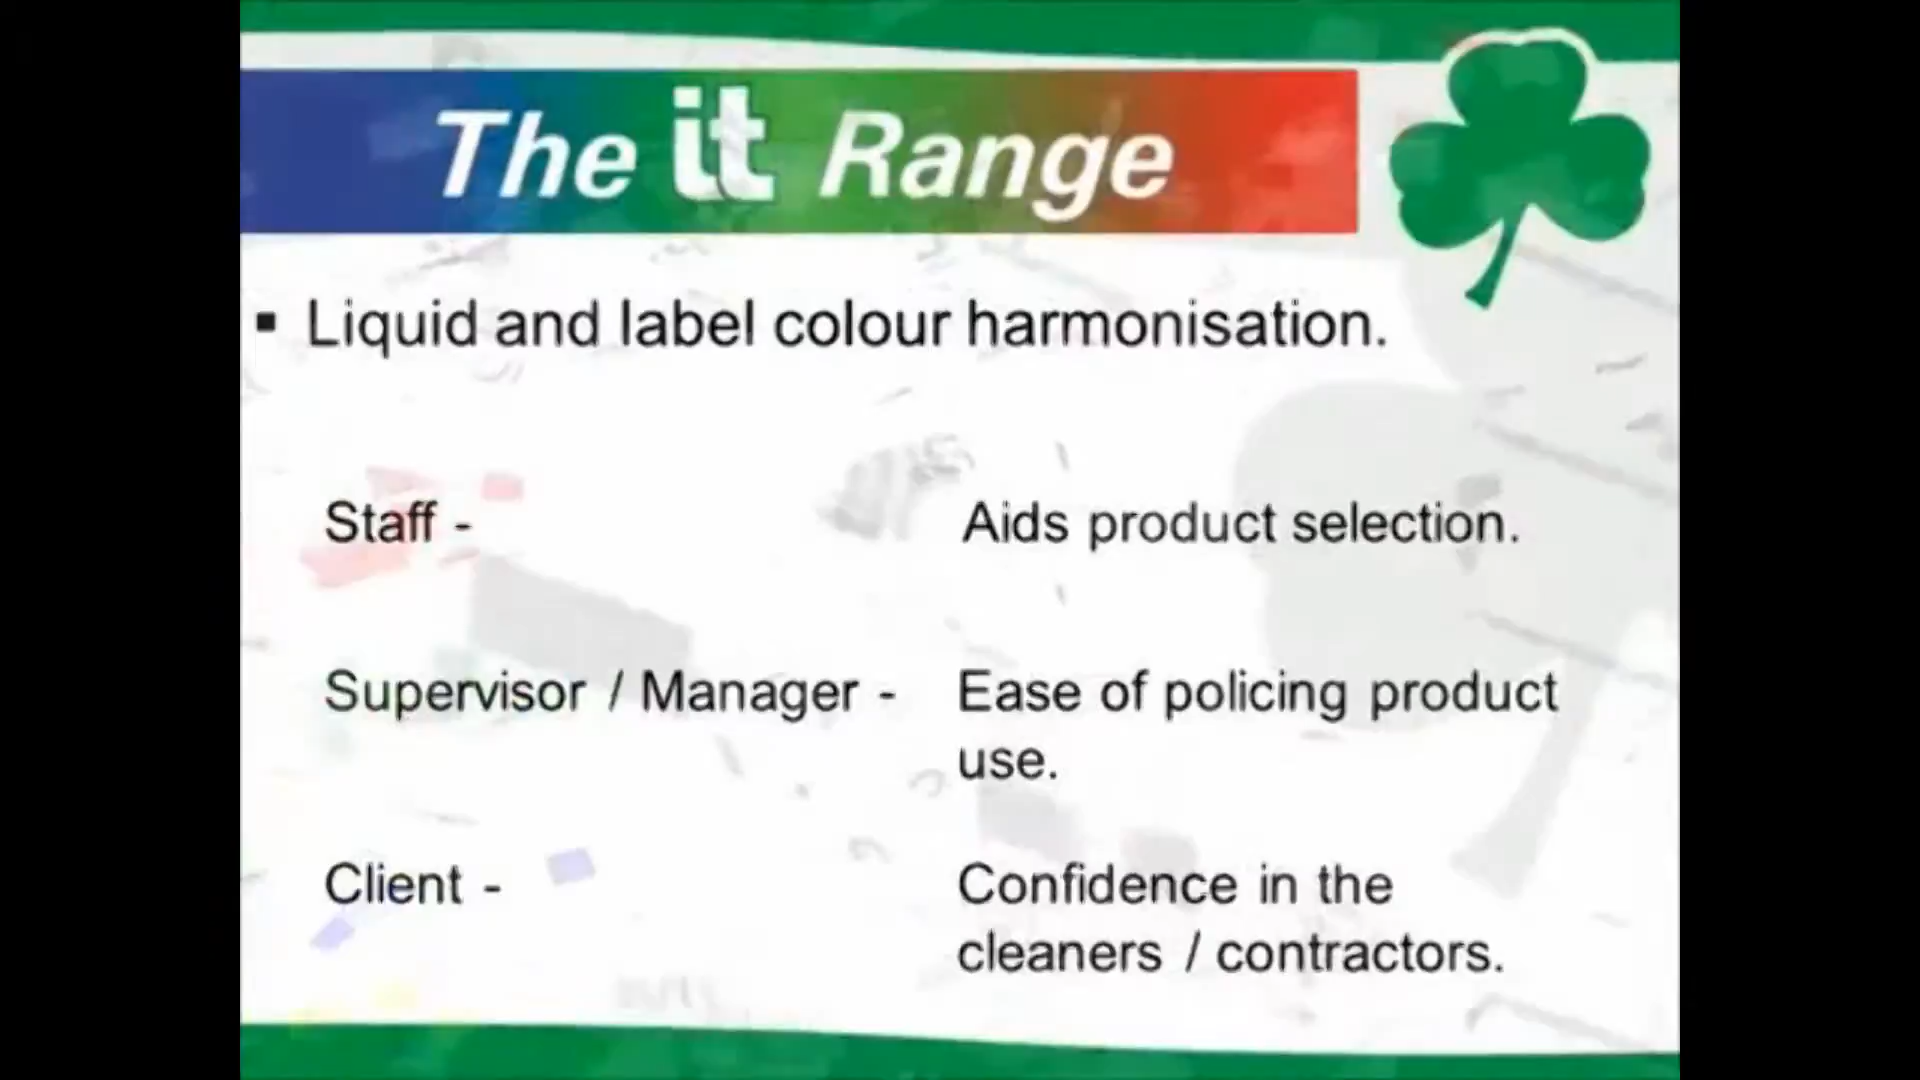 The it Range
▪ Liquid and label colour harmonisation.
Staff - Aids product selection.
Supervisor / Manager - Ease of policing product
use.
Client - Confidence in the
cleaners / contractors.